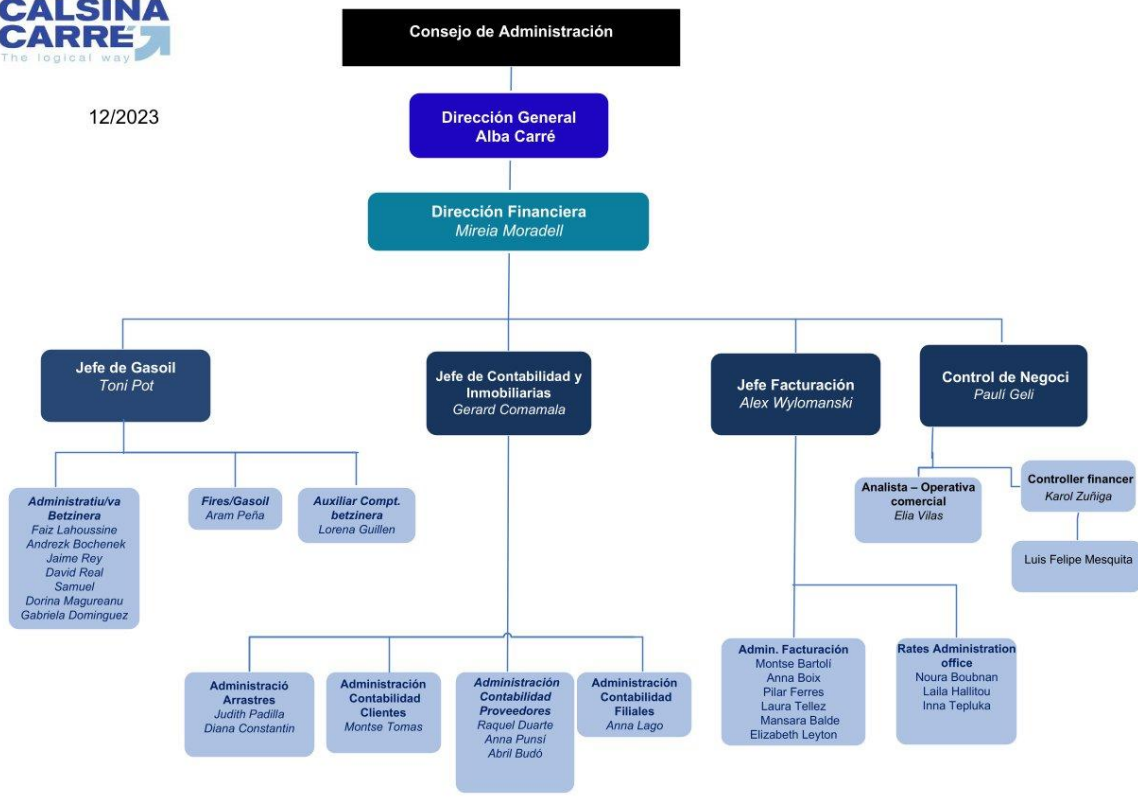 CALSINA
CARRÉ
The logical way
12/2023
Consejo de Administración
Dirección General
Alba Carré
Dirección Financiera
Mireia Moradell
Jefe de Gasoil
Toni Pot
Jefe de Contabilidad y
Inmobiliarias
Gerard Comamala
Jefe Facturación
Alex Wylomanski
Control de Negoci
Paulí Geli
Administratiu/va
Betzinera
Faiz Lahoussine
Andrezk Bochenek
Jaime Rey
David Real
Samuel
Dorina Magureanu
Gabriela Dominguez
Fires/Gasoil
Aram Peña
Auxiliar Compt.
betzinera
Lorena Guillen
Analista – Operativa
comercial
Elia Vilas
Controller financer
Karol Zuñiga
Luis Felipe Mesquita
Administració
Arrastres
Judith Padilla
Diana Constantin
Administración
Contabilidad
Clientes
Montse Tomas
Administración
Contabilidad
Proveedores
Raquel Duarte
Anna Punsí
Abril Budó
Administración
Contabilidad
Filiales
Anna Lago
Admin. Facturación
Montse Bartolí
Anna Boix
Pilar Ferres
Laura Tellez
Mansara Balde
Elizabeth Leyton
Rates Administration
office
Noura Boubnan
Laila Hallitou
Inna Tepluka